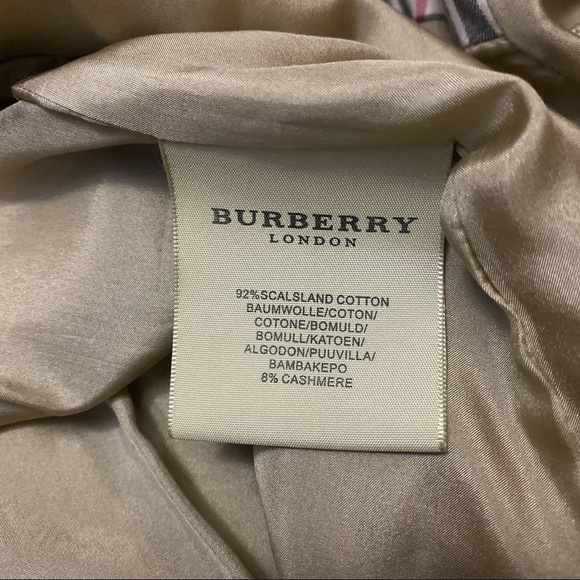 BURBERRY
LONDON
92%SCALSLAND COTTON
BAUMWOLLE/COTON/
COTONE/BOMULD/
BOMULL/KATOEN/
ALGODON/PUUVILLA/
BAMBAKEPO
8% CASHMERE